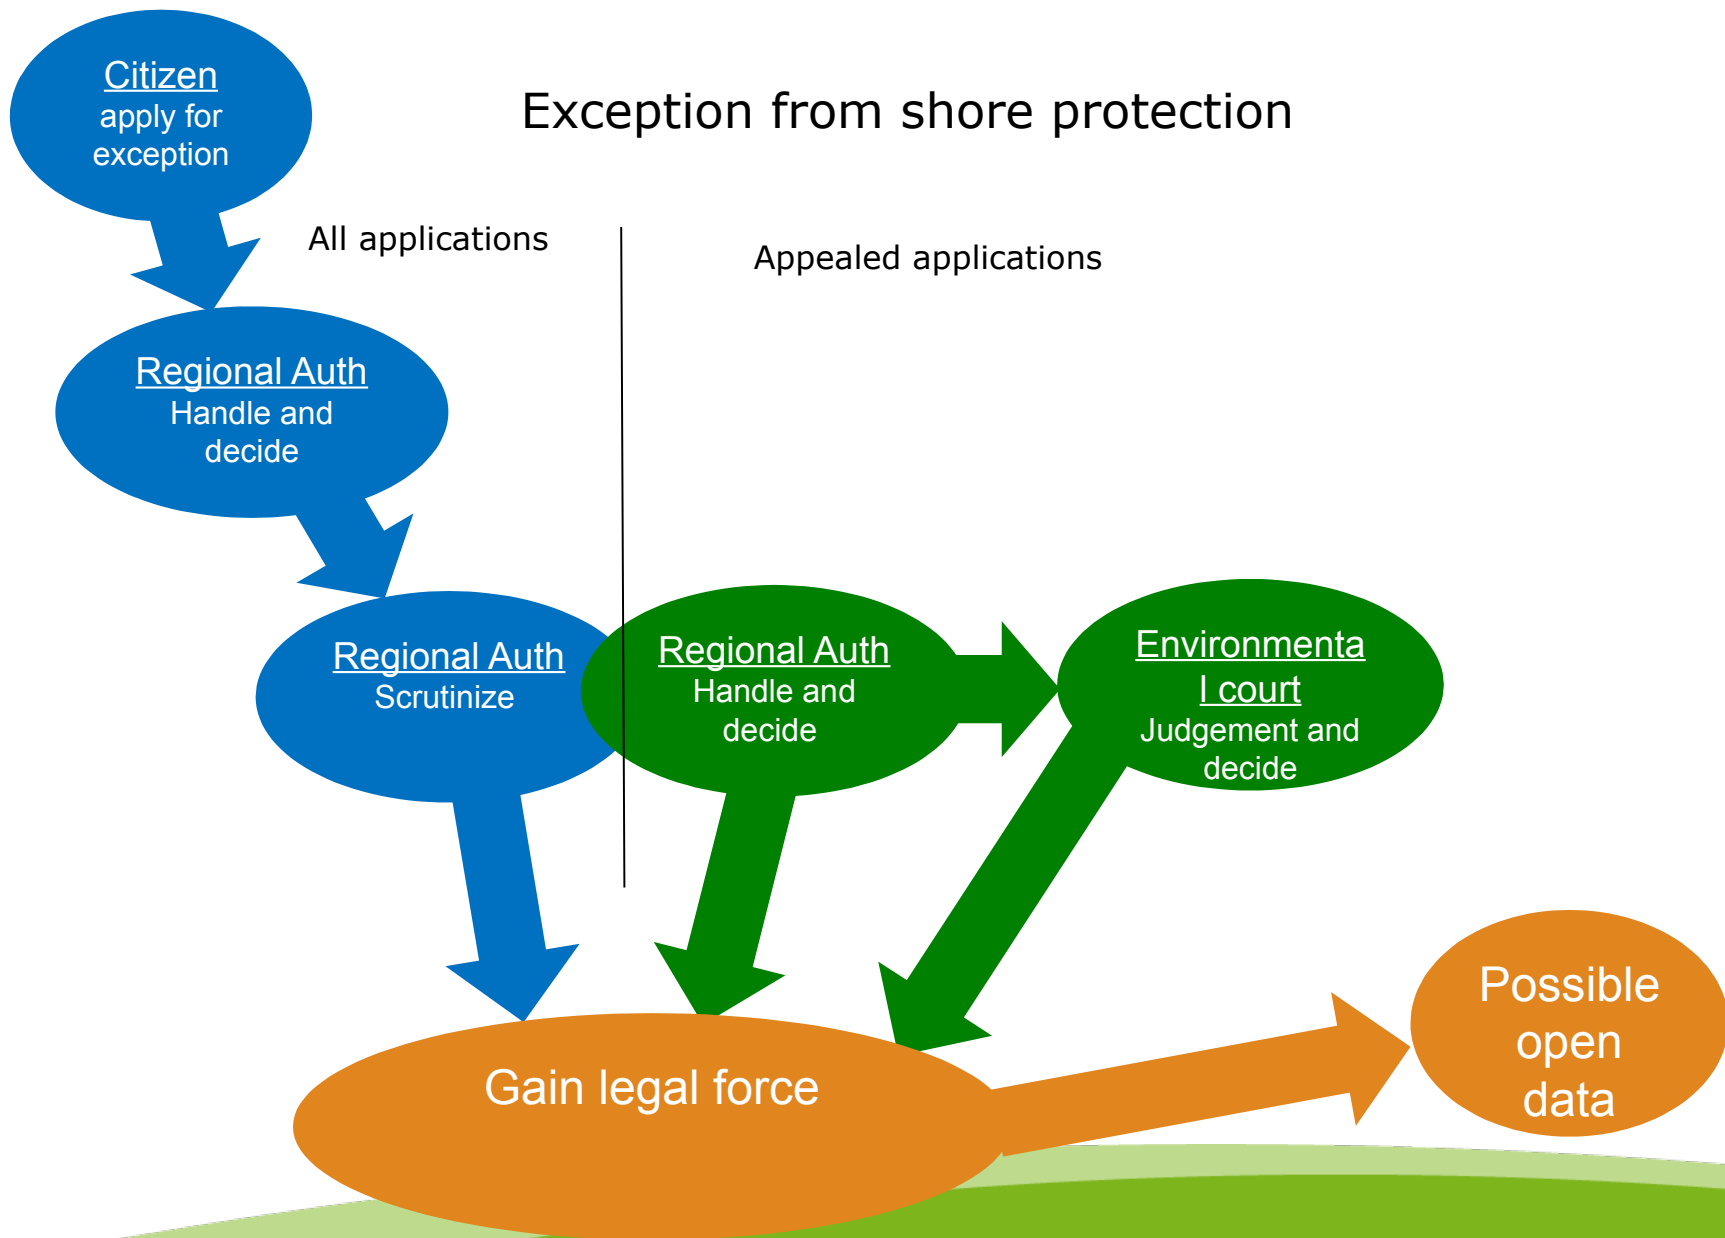 Citizen
apply for
exception
Exception from shore protection
All applications
Appealed applications
Regional Auth
Handle and
decide
Regional Auth
Scrutinize
Regional Auth
Handle and
decide
Environmenta
l court
Judgement and
decide
Gain legal force
Possible
open
data